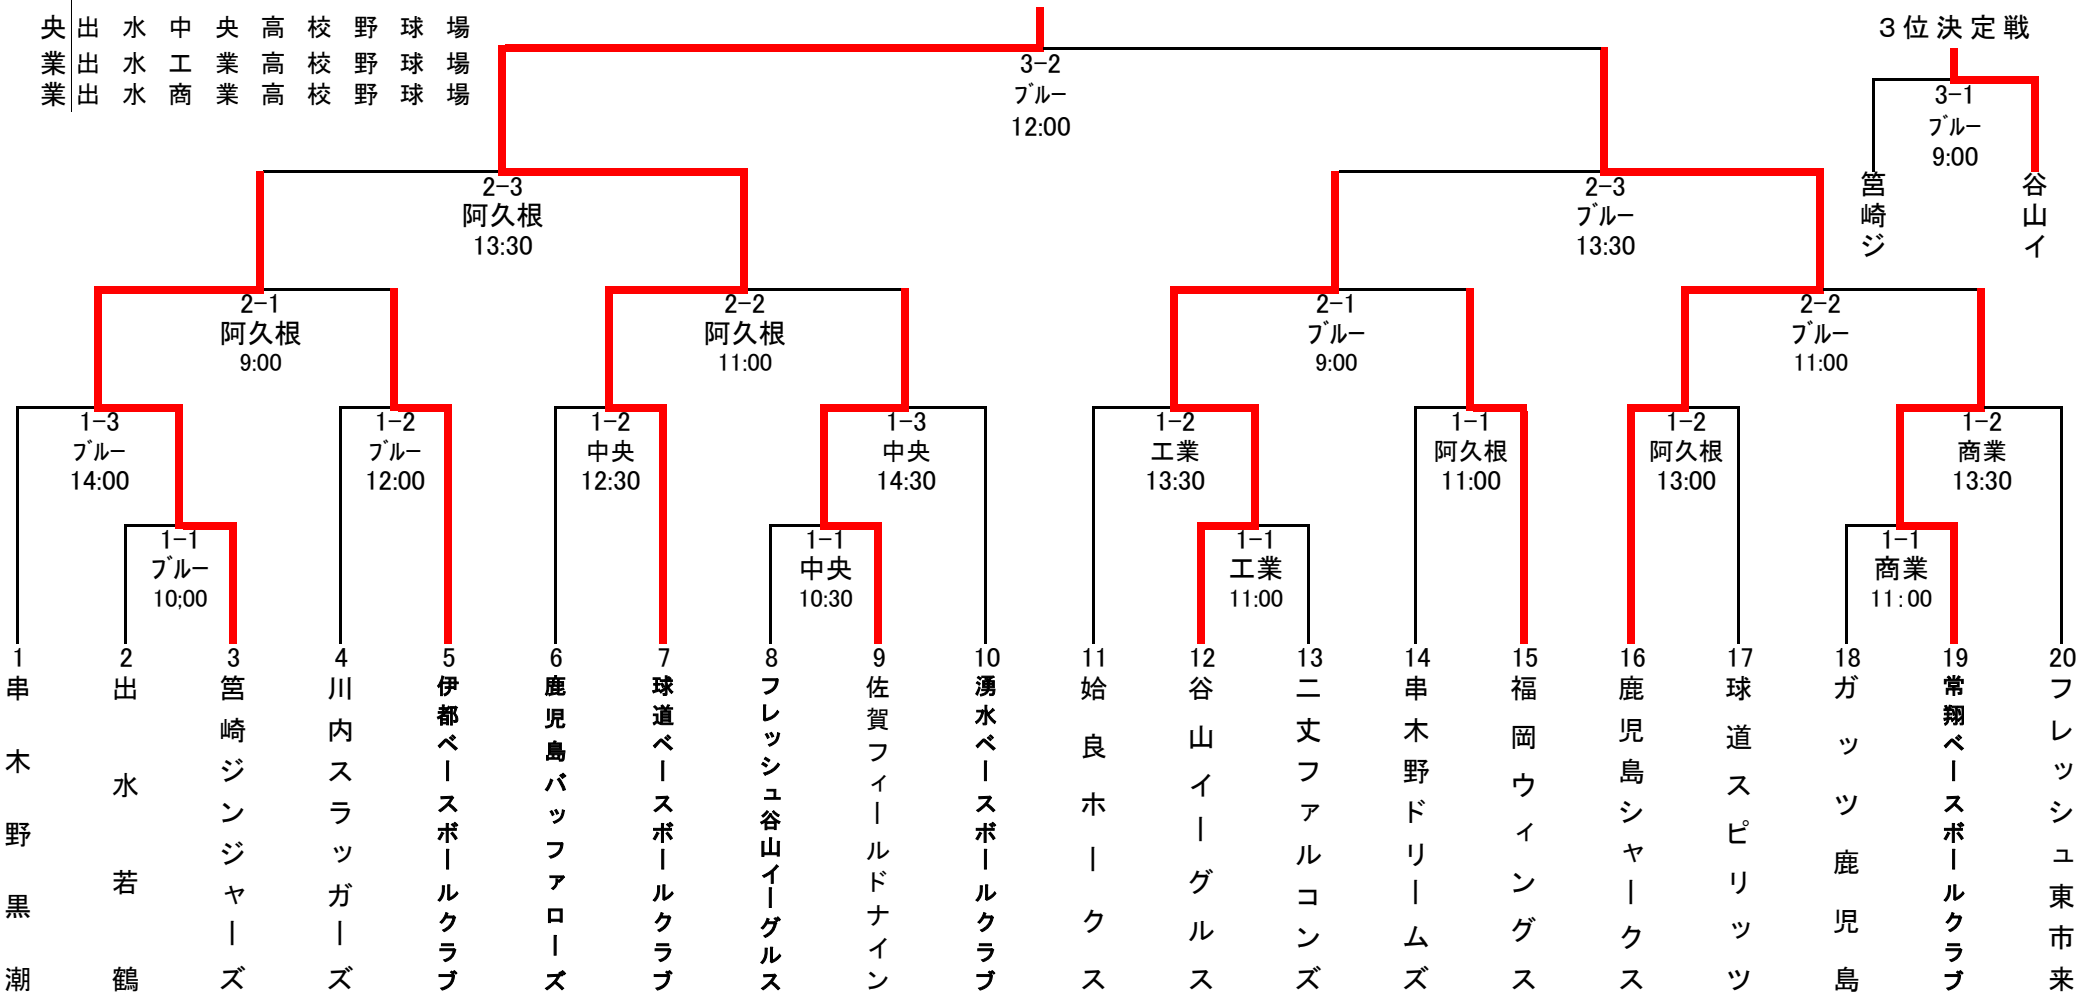 央 出水中央高校野球場
業 出水工業高校野球場
業 出水商業高校野球場
3位決定戦
3-2
ブルー
12:00
3-1
ブルー
9:00
筥崎ジ
谷山イ
2-3
阿久根
13:30
2-3
ブルー
13:30
2-1
阿久根
9:00
2-2
阿久根
11:00
2-1
ブルー
9:00
2-2
ブルー
11:00
1-3
ブルー
14:00
1-2
ブルー
12:00
1-2
中央
12:30
1-3
中央
14:30
1-2
工業
13:30
1-1
阿久根
11:00
1-2
阿久根
13:00
1-2
商業
13:30
1-1
ブルー
10;00
1-1
中央
10:30
1-1
工業
11:00
1-1
商業
11:00
1 串木野黒潮
2 出水若鶴
3 筥崎ジンジャーズ
4 川内スラッガーズ
5 伊都ベースボールクラブ
6 鹿児島バッファローズ
7 球道ベースボールクラブ
8 フレッシュ谷山イーグルス
9 佐賀フィールドナイン
10 湧水ベースボールクラブ
11 姶良ホークス
12 谷山イーグルス
13 二丈ファルコンズ
14 串木野ドリームズ
15 福岡ウィングス
16 鹿児島シャークス
17 球道スピリッツ
18 ガッツ鹿児島
19 常翔ベースボールクラブ
20 フレッシュ東市来